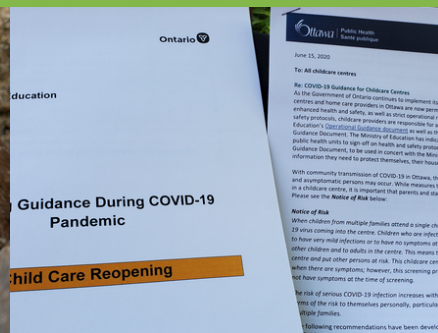 Ontario
ducation
Guidance During COVID-19
Pandemic
hild Care Reopening
Ottawa
Public Health
Santé publique
June 15, 2020
To: All childcare centres
Re: COVID-19 Guidance for Childcare Centres
As the Government of Ontario continues to implement its
centres and home care providers in Ottawa are now perm
enhanced health and safety, as well as strict operational r
safety protocols, childcare providers are responsible for e
Education's Operational Guidance document as well as th
Guidance Document. The Ministry of Education has indic
public health units to sign-off on health and safety protoc
Guidance Document, to be used in concert with the Minis
information they need to protect themselves, their house
With community transmission of COVID-19 in Ottawa, th
and asymptomatic persons may occur. While measures t
in a childcare centre, it is important that parents and sta
Please see the Notice of Risk below:
Notice of Risk
When children from multiple families attend a single ch
19 virus coming into the centre. Children who are infect
to have very mild infections or to have no symptoms at
other children and to adults in the centre. This means t
centre and put other persons at risk. This childcare cen
when there are symptoms; however, this screening pr
not have symptoms at the time of screening.
he risk of serious COVID-19 infection increases with
rms of the risk to themselves personally, particular
ultiple families.
following recommendations have been develop